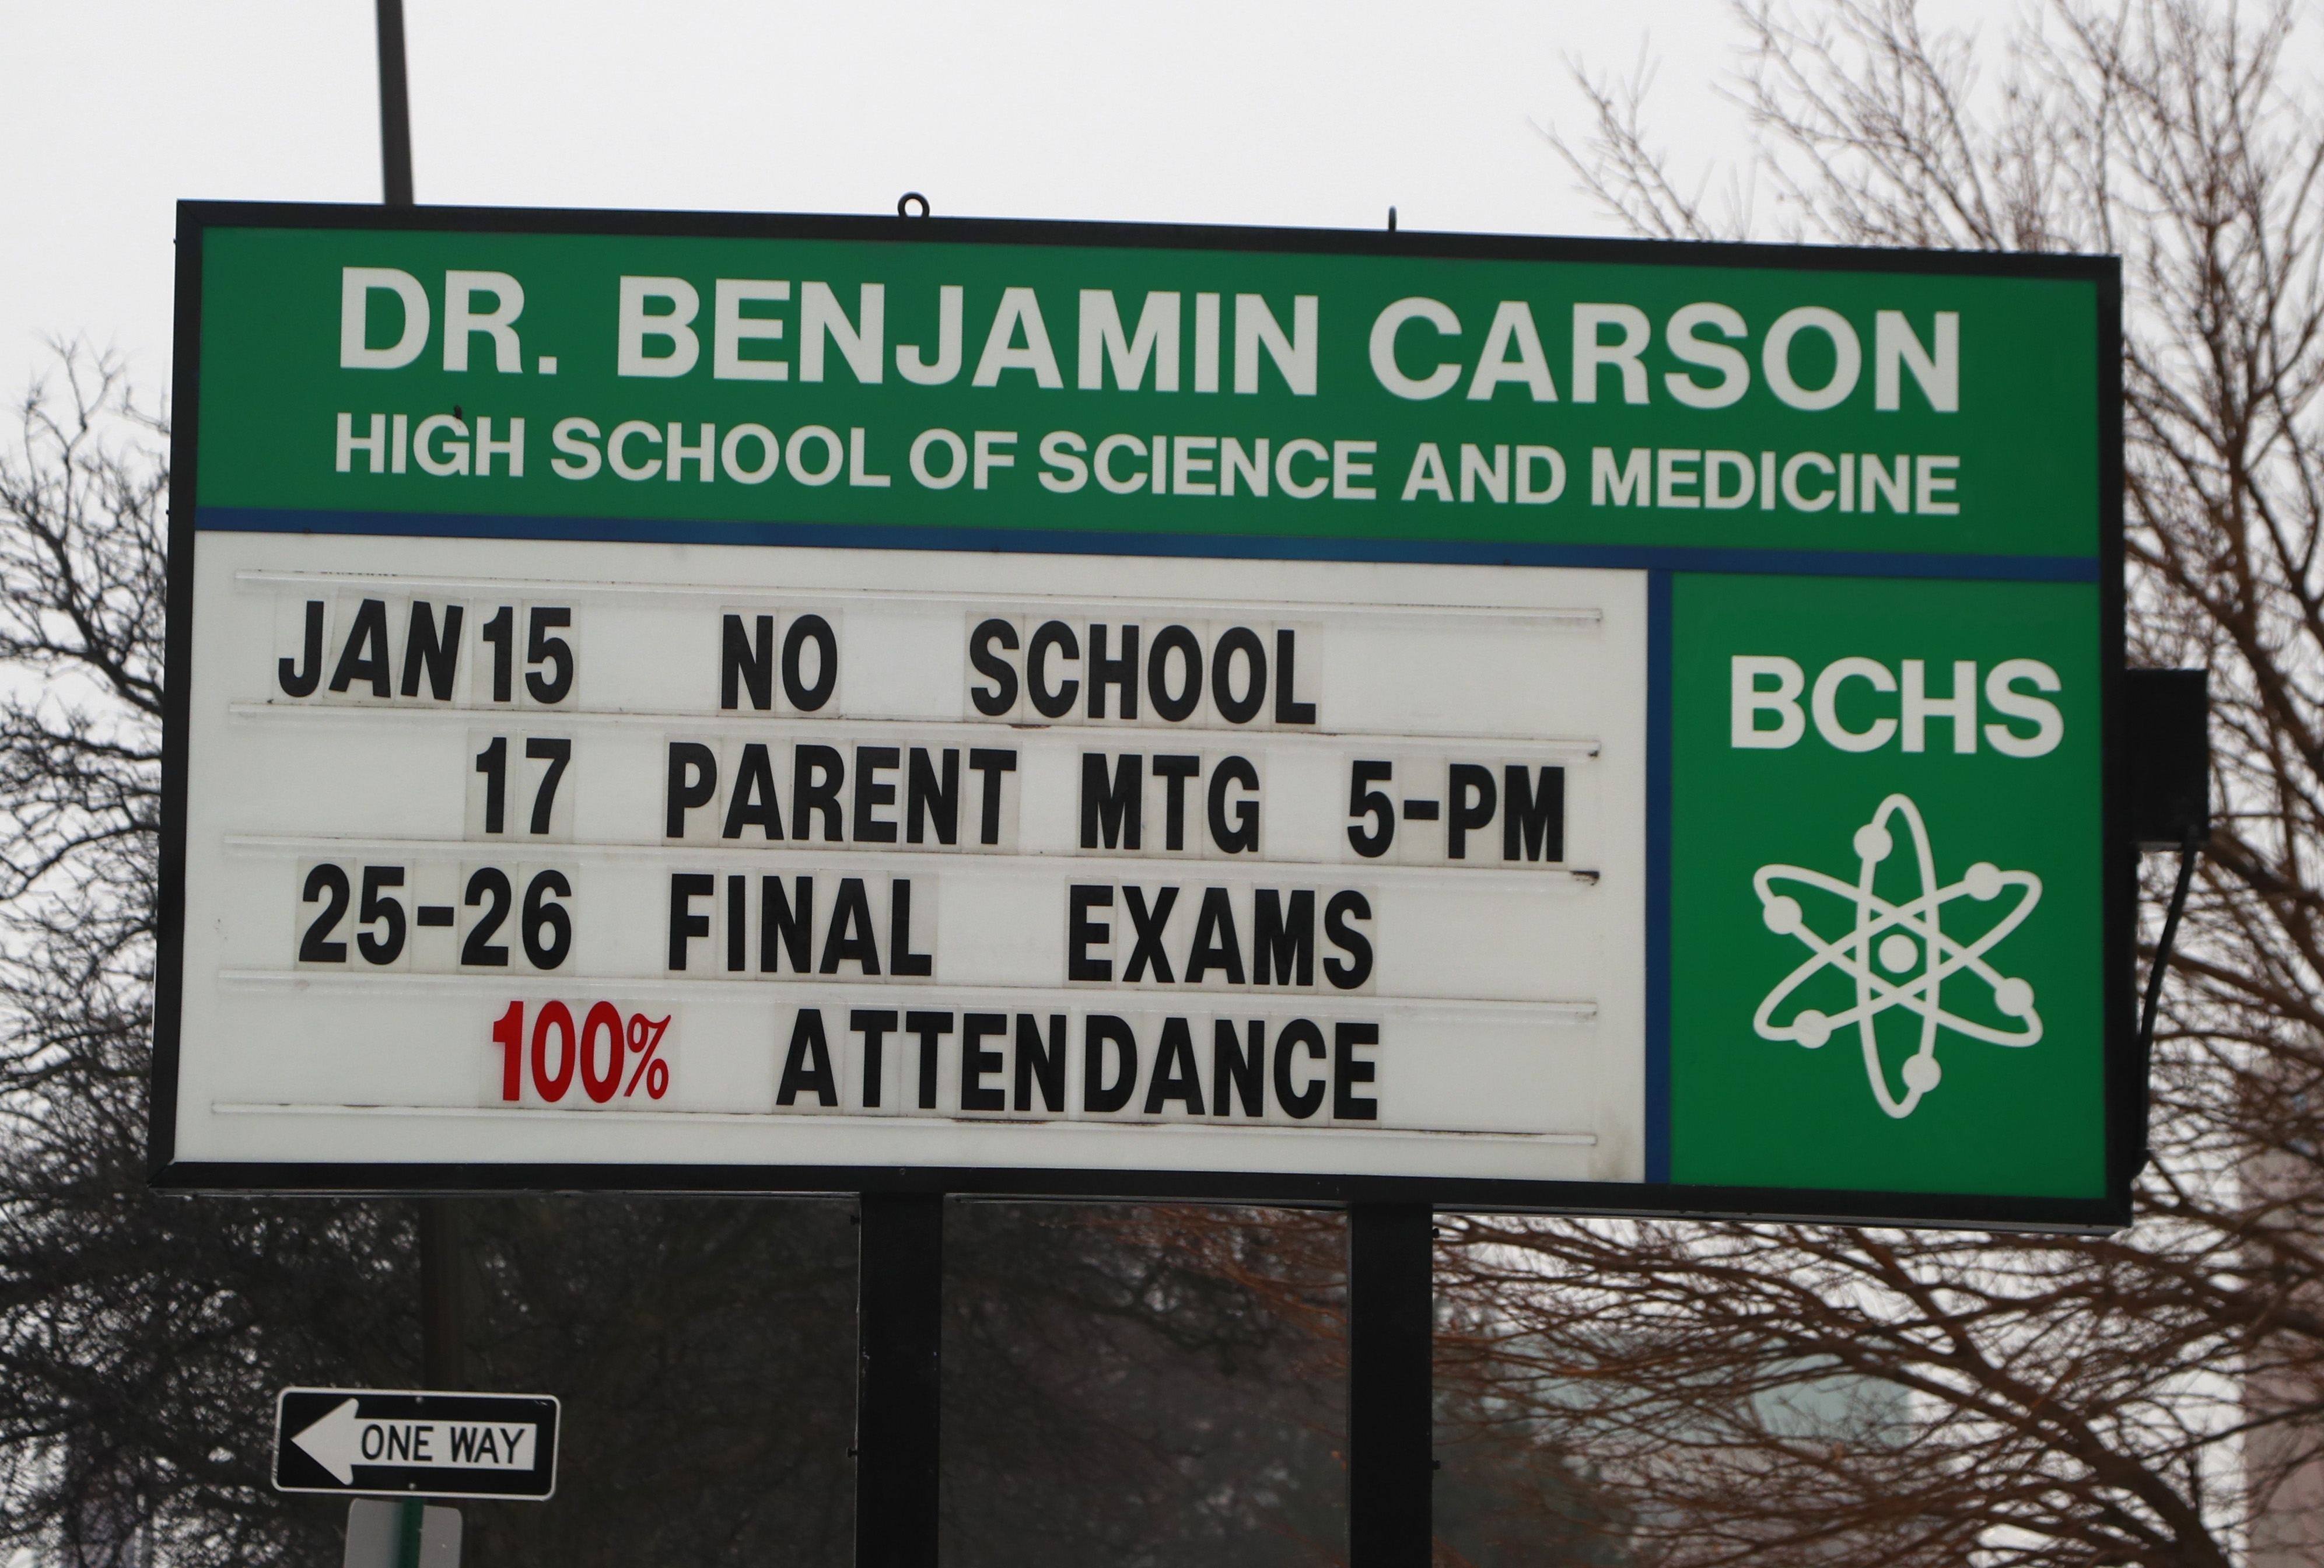 DR. BENJAMIN CARSON
HIGH SCHOOL OF SCIENCE AND MEDICINE
JAN 15 NO SCHOOL
17 PARENT MTG 5-PM
25-26 FINAL EXAMS
100% ATTENDANCE
BCHS
ONE WAY